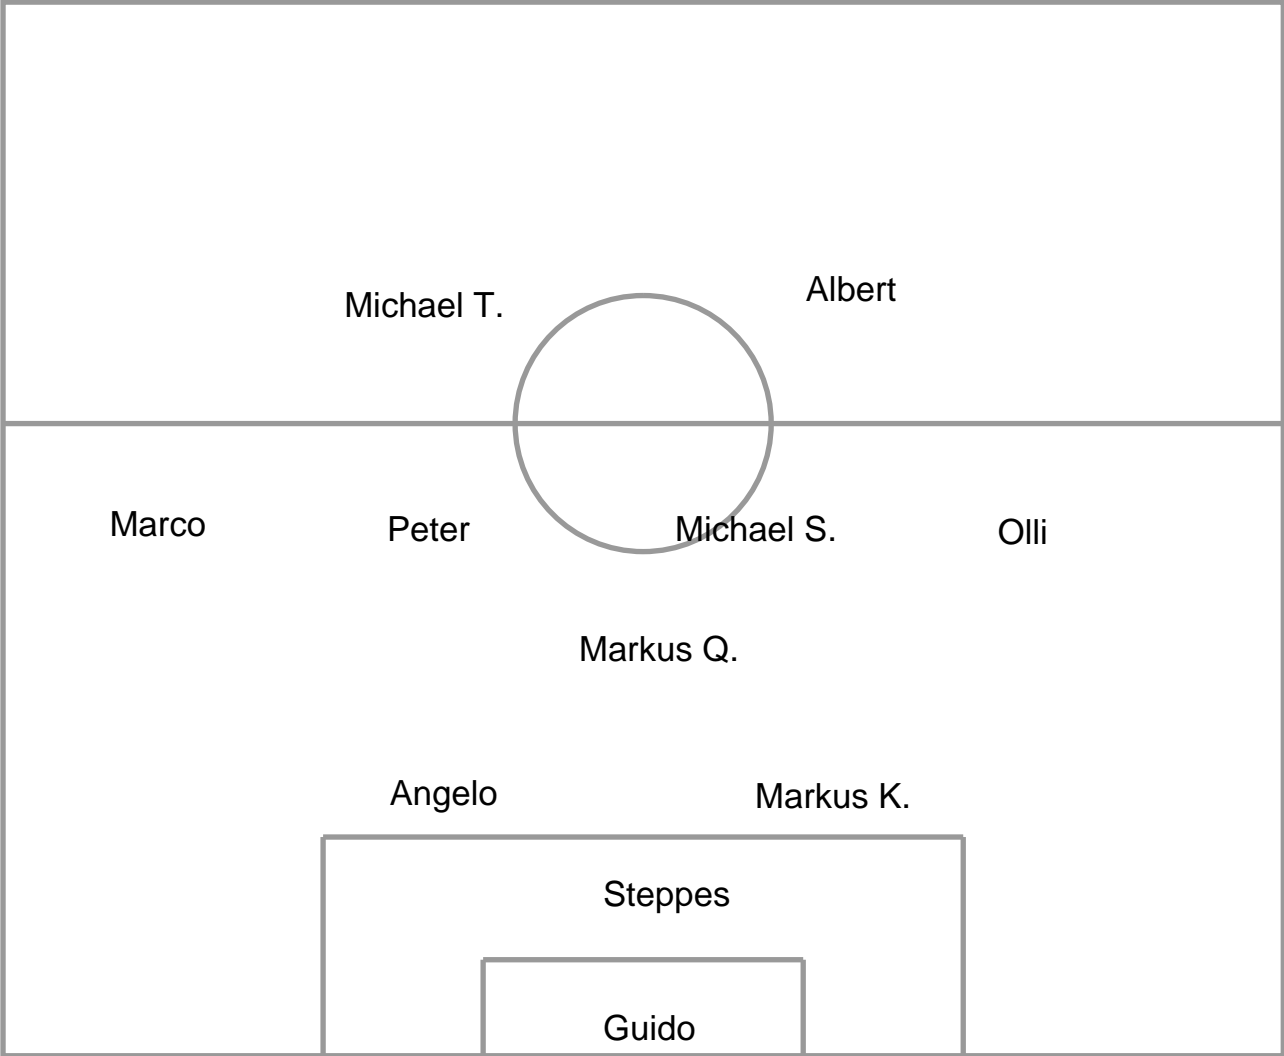 Albert
Michael T.
Marco
Peter
Michael S.
Olli
Markus Q.
Angelo
Markus K.
Steppes
Guido